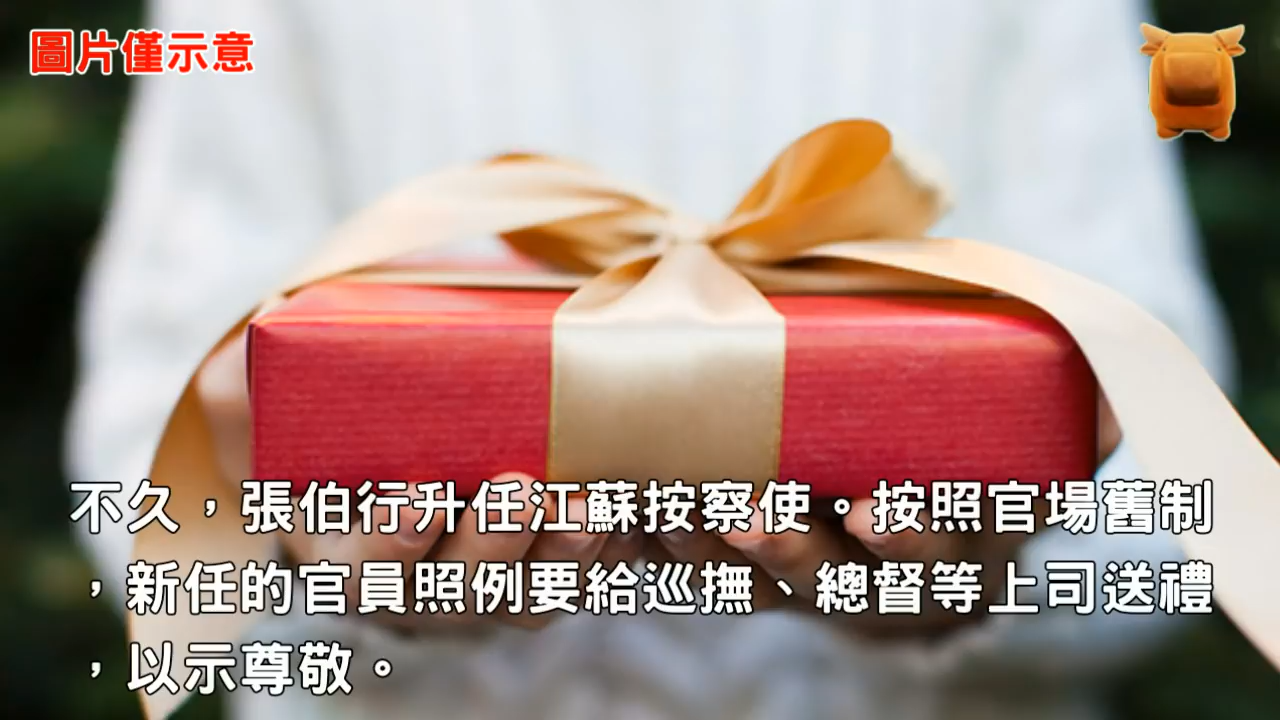 圖片僅示意
不久，張伯行升任江蘇按察使。按照官場舊制
，新任的官員照例要給巡撫、總督等上司送禮
，以示尊敬。